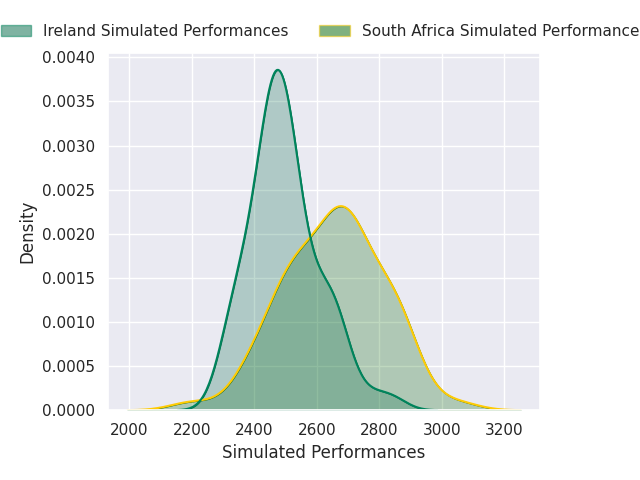 Ireland Simulated Performances South Africa Simulated Performance
0.0040
0.0035
0.0030
0.0025
0.0020
0.0015
0.0010
0.0005
0.0000
Density
2000 2200 2400 2600 2800 3000 3200
Simulated Performances